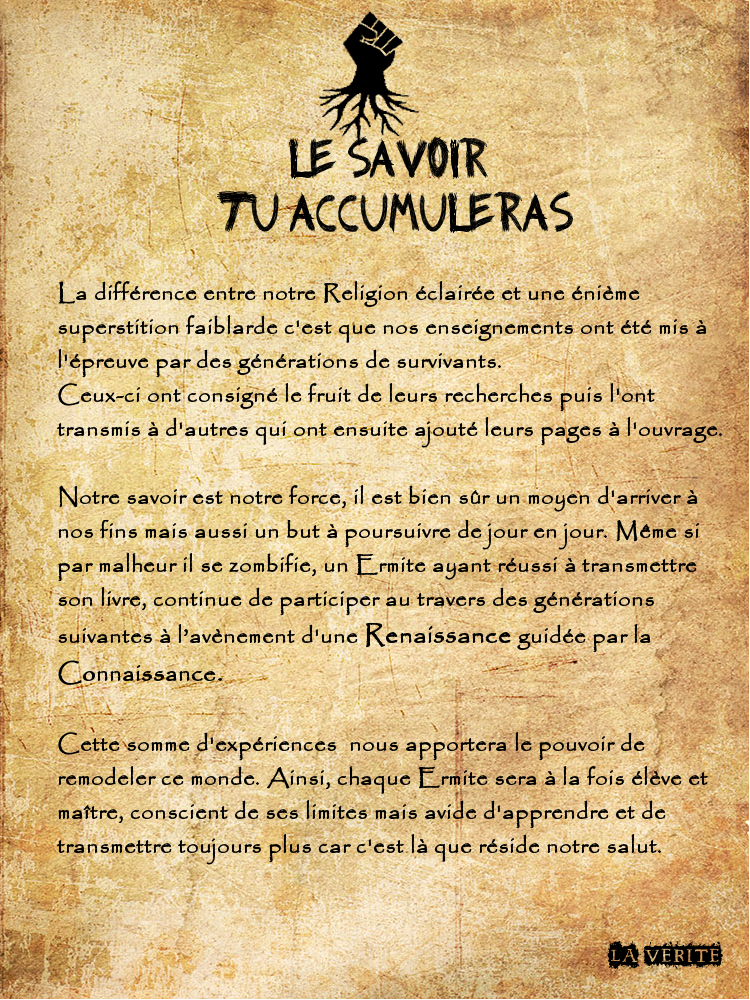 LE SAVOIR
TU ACCUMULERAS
La différence entre notre Religion éclairée et une énième
superstition faiblarde c'est que nos enseignements ont été mis à
l'épreuve par des générations de survivants.
Ceux-ci ont consigné le fruit de leurs recherches puis l'ont
transmis à d'autres qui ont ensuite ajouté leurs pages à l'ouvrage.
Notre savoir est notre force, il est bien sûr un moyen d'arriver à
nos fins mais aussi un but à poursuivre de jour en jour. Même si
par malheur il se zombifie, un Ermite ayant réussi à transmettre
son livre, continue de participer au travers des générations
suivantes à l’avènement d'une Renaissance guidée par la
Connaissance.
Cette somme d'expériences  nous apportera le pouvoir de
remodeler ce monde. Ainsi, chaque Ermite sera à la fois élève et
maître, conscient de ses limites mais avide d'apprendre et de
transmettre toujours plus car c'est là que réside notre salut.
LA VERITE